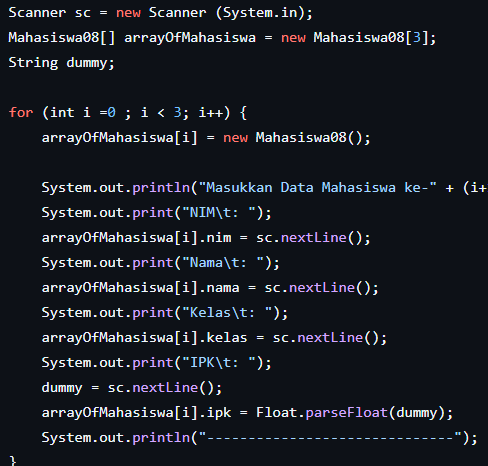 Scanner sc = new Scanner (System.in);
Mahasiswa08[] arrayOfMahasiswa = new Mahasiswa08[3];
String dummy;
for (int i =0 ; i < 3; i++) {
arrayOfMahasiswa[i] = new Mahasiswa08();
System.out.println("Masukkan Data Mahasiswa ke-" + (i+
System.out.print("NIM\t: ");
arrayOfMahasiswa[i].nim = sc.nextLine();
System.out.print("Nama\t: ");
arrayOfMahasiswa[i].nama = sc.nextLine();
System.out.print("Kelas\t: ");
arrayOfMahasiswa[i].kelas = sc.nextLine();
System.out.print("IPK\t: ");
dummy = sc.nextLine();
arrayOfMahasiswa[i].ipk = Float.parseFloat(dummy);
System.out.println("------------------------------");
}